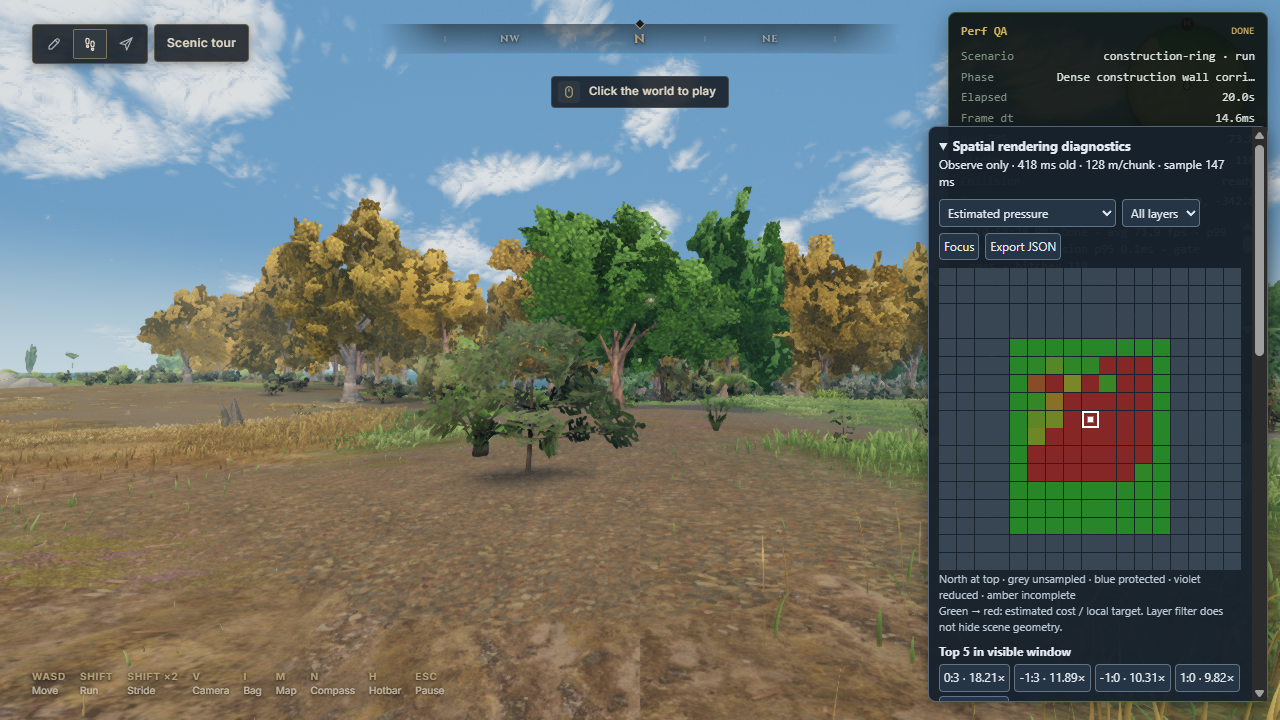 Scenic tour
NW
N
NE
Click the world to play
Perf QA
DONE
Scenario
construction-ring · run
Phase
Dense construction wall corri…
Elapsed
20.0s
Frame dt
14.6ms
▼ Spatial rendering diagnostics
Observe only · 418 ms old · 128 m/chunk · sample 147
ms
Estimated pressure
All layers
Focus
Export JSON
North at top · grey unsampled · blue protected · violet
reduced · amber incomplete
Green → red: estimated cost / local target. Layer filter does
not hide scene geometry.
Top 5 in visible window
0:3 · 18.21×
-1:3 · 11.89×
-1:0 · 10.31×
1:0 · 9.82×
WASD
Move
SHIFT
Run
SHIFT ×2
Stride
V
Camera
I
Bag
M
Map
N
Compass
H
Hotbar
ESC
Pause